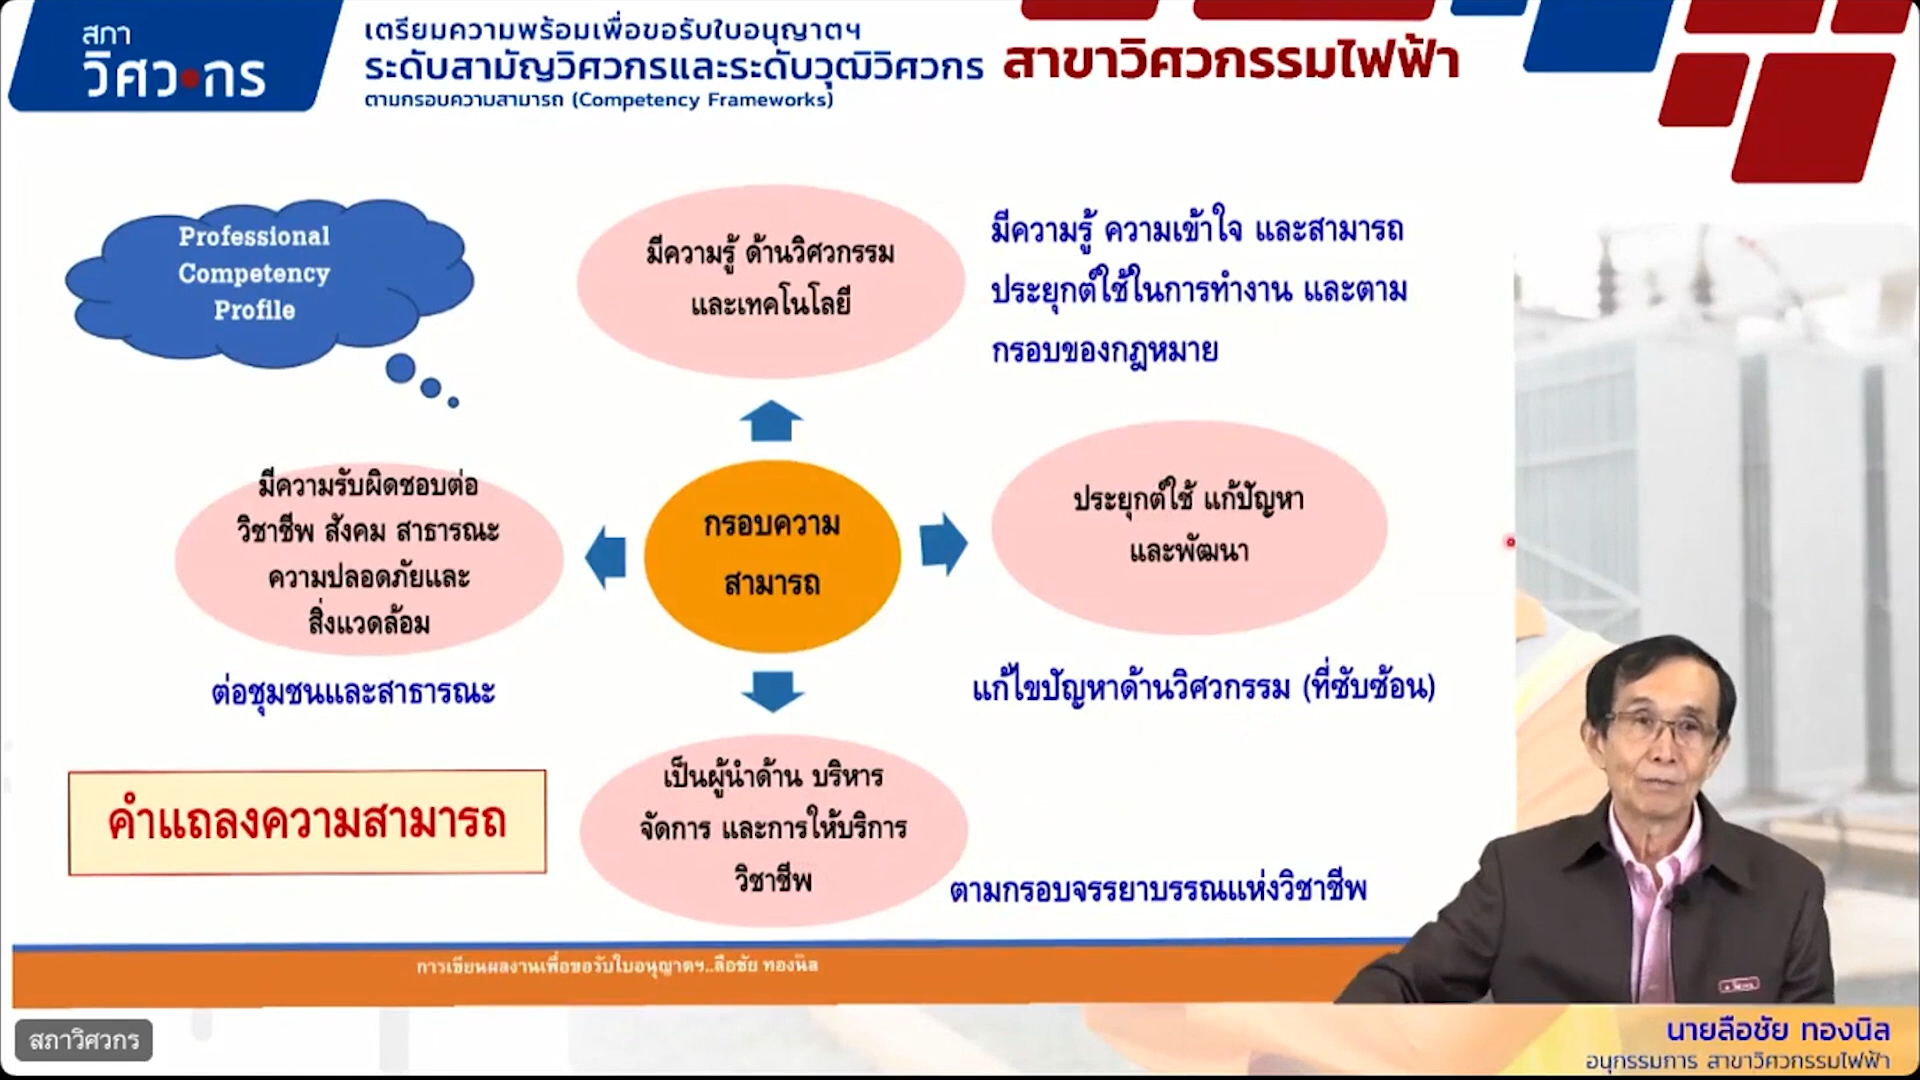 สภา
วิศวกร
เตรียมความพร้อมเพื่อขอรับใบอนุญาตฯ
ระดับสามัญวิศวกรและระดับวุฒิวิศวกร
ตามกรอบความสามารถ (Competency Frameworks)
สาขาวิศวกรรมไฟฟ้า
Professional
Competency
Profile
มีความรู้ ด้านวิศวกรรม
และเทคโนโลยี
มีความรู้ ความเข้าใจ และสามารถ
ประยุกต์ใช้ในการทำงาน และตาม
กรอบของกฎหมาย
มีความรับผิดชอบต่อ
วิชาชีพ สังคม สาธารณะ
ความปลอดภัยและ
สิ่งแวดล้อม
ต่อชุมชนและสาธารณะ
กรอบความ
สามารถ
ประยุกต์ใช้ แก้ปัญหา
และพัฒนา
แก้ไขปัญหาด้านวิศวกรรม (ที่ซับซ้อน)
คำแถลงความสามารถ
เป็นผู้นำด้าน บริหาร
จัดการ และการให้บริการ
วิชาชีพ
ตามกรอบจรรยาบรรณแห่งวิชาชีพ
การเขียนผลงานเพื่อขอรับใบอนุญาตฯ..ลือชัย ทองนิล
สภาวิศวกร
นายลือชัย ทองนิล
อนุกรรมการ สาขาวิศวกรรมไฟฟ้า